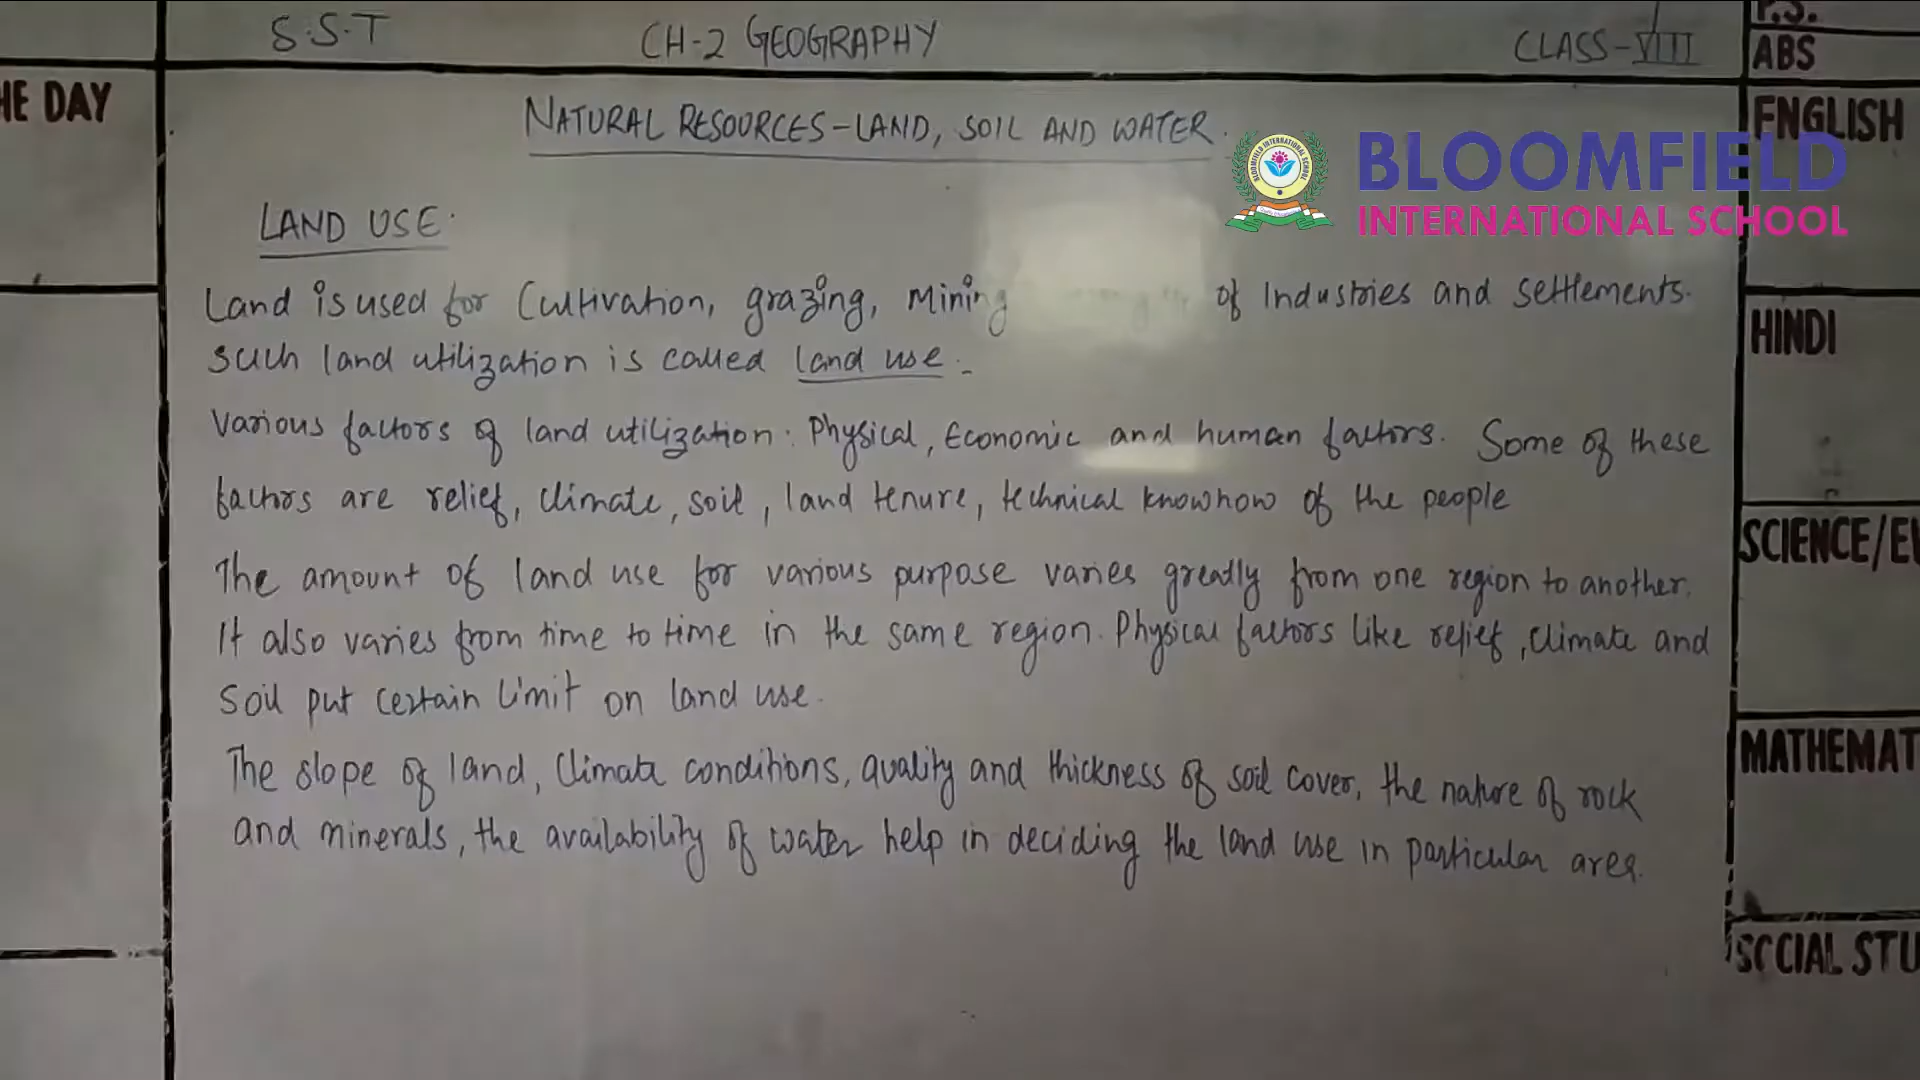 S.S.T
CH-2 GEOGRAPHY
CLASS-VIII
P.S.
ABS
HE DAY
ENGLISH
NATURAL RESOURCES-LAND, SOIL AND WATER.
BLOOMFIELD
INTERNATIONAL SCHOOL
LAND USE.
Land is used for Cultivation, grazing, Mining of Industries and settlements.
HINDI
such land utilization is called land use.
Various factors of land utilization: Physical, Economic and human factors. Some of these
factors are relief, climate, soil, land tenure, technical knowhow of the people
SCIENCE/E
The amount of land use for various purpose varies greatly from one region to another.
It also varies from time to time in the same region. Physical factors like relief, climate and
Soil put certain limit on land use.
MATHEMAT
The slope of land, Climate conditions, quality and thickness of soil cover, the nature of rock
and minerals, the availability of water help in deciding the land use in particular area.
SOCIAL STU